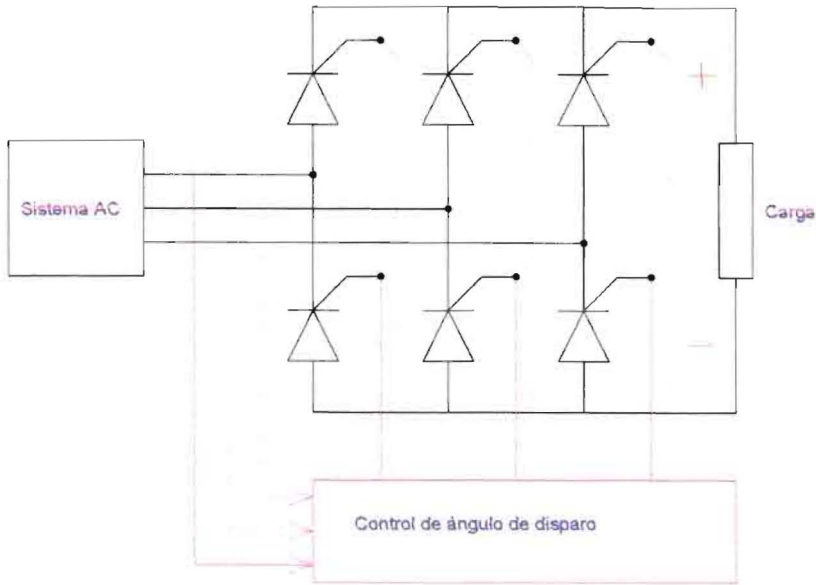 +
Sistema AC
Carga
—
Control de ángulo de disparo